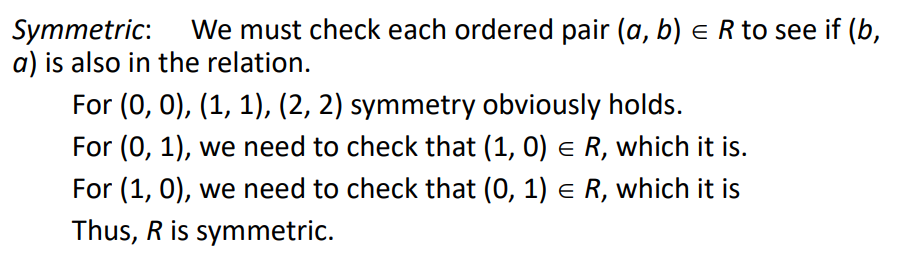 Symmetric: We must check each ordered pair (a, b) ∈ R to see if (b,
a) is also in the relation.
For (0, 0), (1, 1), (2, 2) symmetry obviously holds.
For (0, 1), we need to check that (1, 0) ∈ R, which it is.
For (1, 0), we need to check that (0, 1) ∈ R, which it is
Thus, R is symmetric.